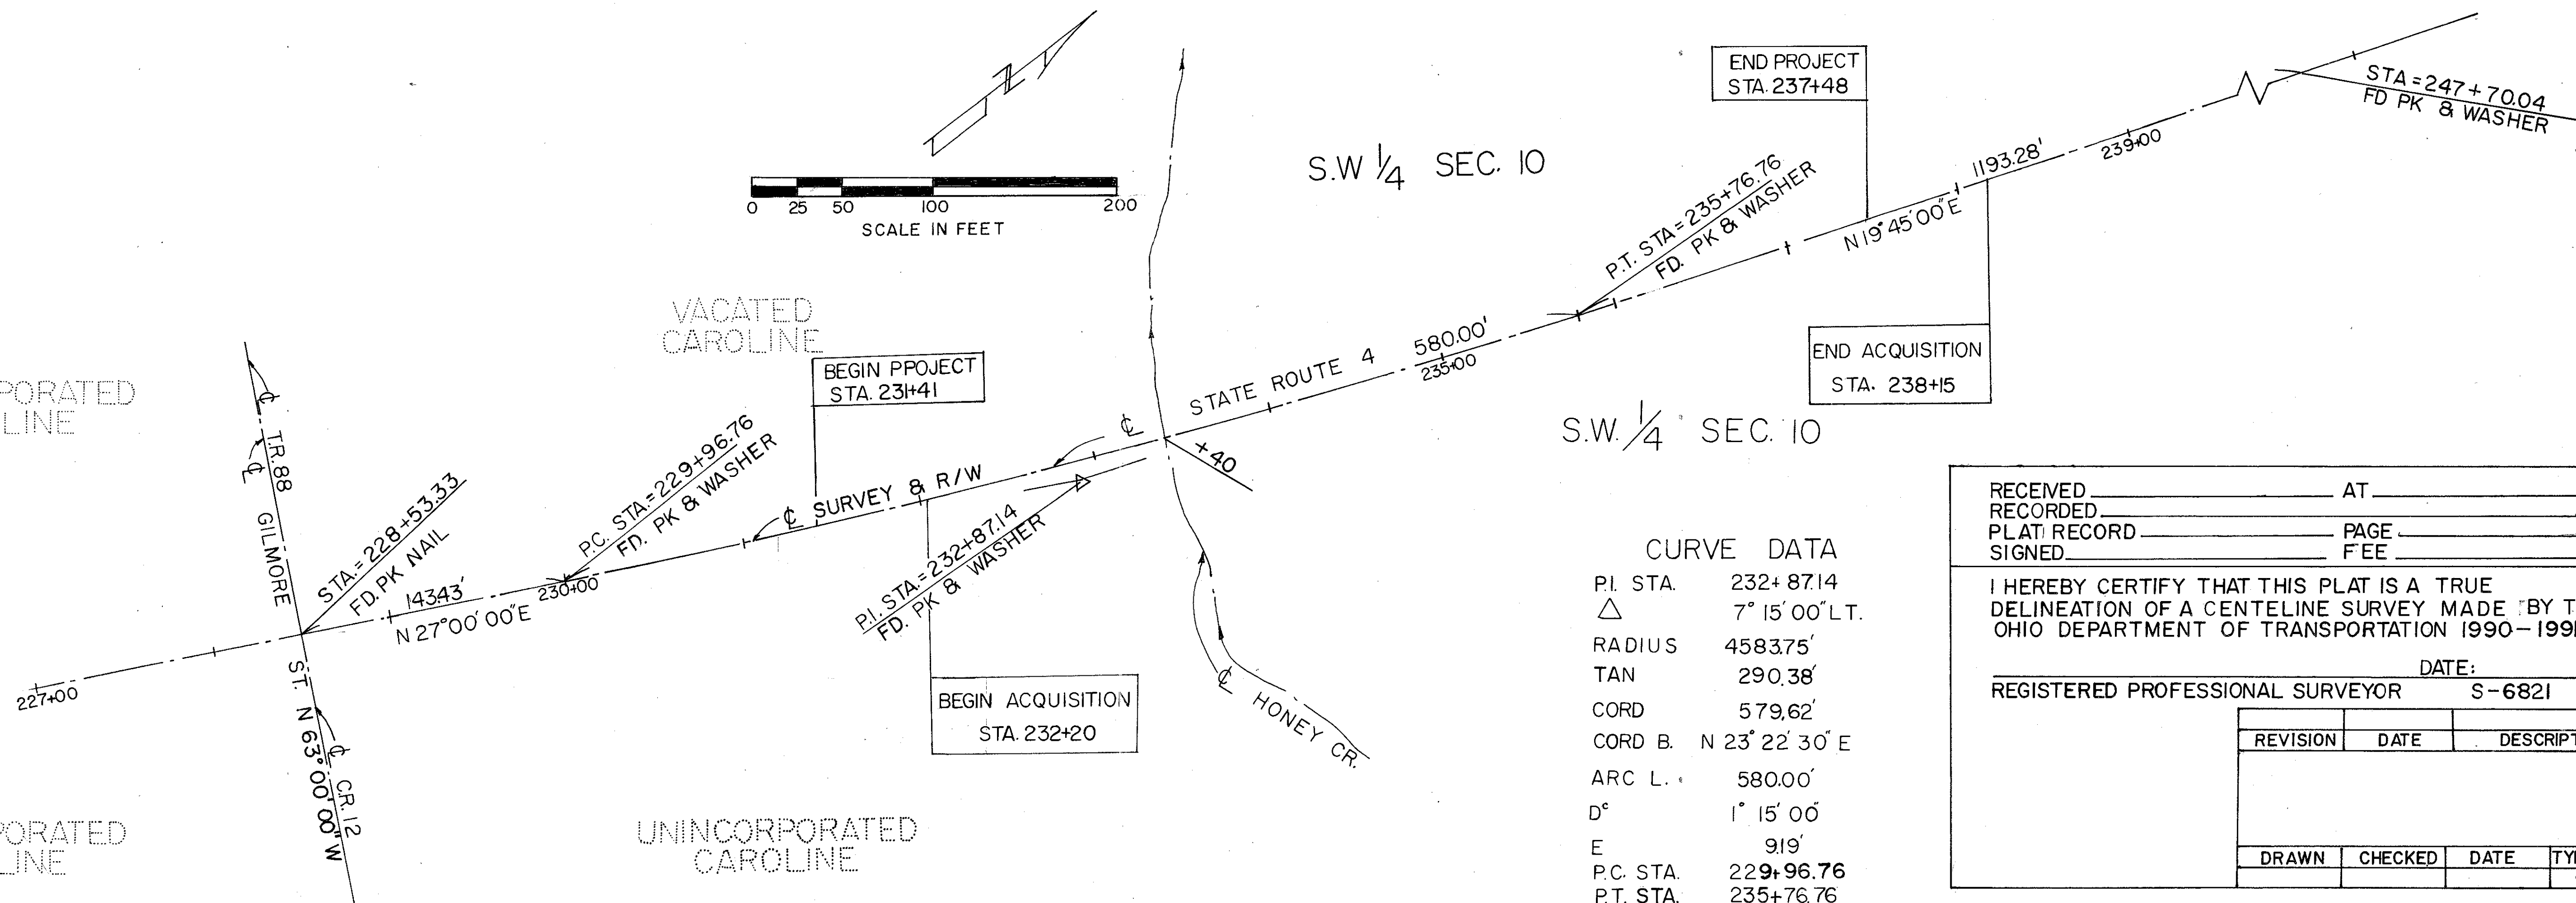 N
0 25 50 100 200
SCALE IN FEET
S.W 1/4 SEC. 10
END PROJECT
STA. 237+48
STA = 247+70.04
FD PK & WASHER
1193.28'
239+00
N 19° 45' 00" E
P.T. STA = 235+76.76
FD. PK & WASHER
VACATED
CAROLINE
BEGIN PPOJECT
STA. 231+41
STATE ROUTE 4
580.00'
235+00
END ACQUISITION
STA. 238+15
S.W. 1/4 SEC. 10
PORATED
LINE
℄
T.R. 88
℄
GILMORE
ST.
N 63° 00' 00" W
℄
C.R. 12
STA. = 228+53.33
FD. PK NAIL
P.C. STA. = 229+96.76
FD. PK & WASHER
℄ SURVEY & R/W
℄
+40
P.I. STA. = 232+87.14
FD. PK & WASHER
143.43'
N 27° 00' 00" E
230+00
227+00
BEGIN ACQUISITION
STA. 232+20
℄ HONEY CR.
PORATED
LINE
UNINCORPORATED
CAROLINE
CURVE DATA
P.I. STA. 232+87.14
△ 7° 15' 00" LT.
RADIUS 4583.75'
TAN 290.38'
CORD 579.62'
CORD B. N 23° 22' 30" E
ARC L. 580.00'
Dᶜ 1° 15' 00"
E 9.19'
P.C. STA. 229+96.76
P.T. STA. 235+76.76
RECEIVED AT
RECORDED
PLAT RECORD PAGE
SIGNED FEE
I HEREBY CERTIFY THAT THIS PLAT IS A TRUE
DELINEATION OF A CENTELINE SURVEY MADE BY T
OHIO DEPARTMENT OF TRANSPORTATION 1990-1991
DATE:
REGISTERED PROFESSIONAL SURVEYOR S-6821
REVISION DATE DESCRIPT
DRAWN CHECKED DATE TY